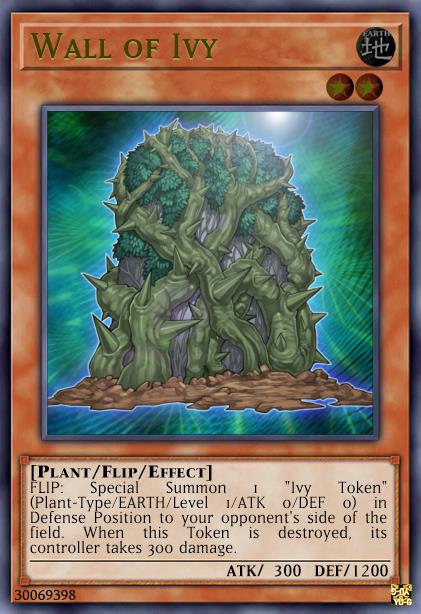 WALL OF IVY
EARTH
地
[PLANT/FLIP/EFFECT]
FLIP: Special Summon 1 "Ivy Token"
(Plant-Type/EARTH/Level 1/ATK 0/DEF 0) in
Defense Position to your opponent's side of the
field. When this Token is destroyed, its
controller takes 300 damage.
ATK/ 300 DEF/1200
30069398